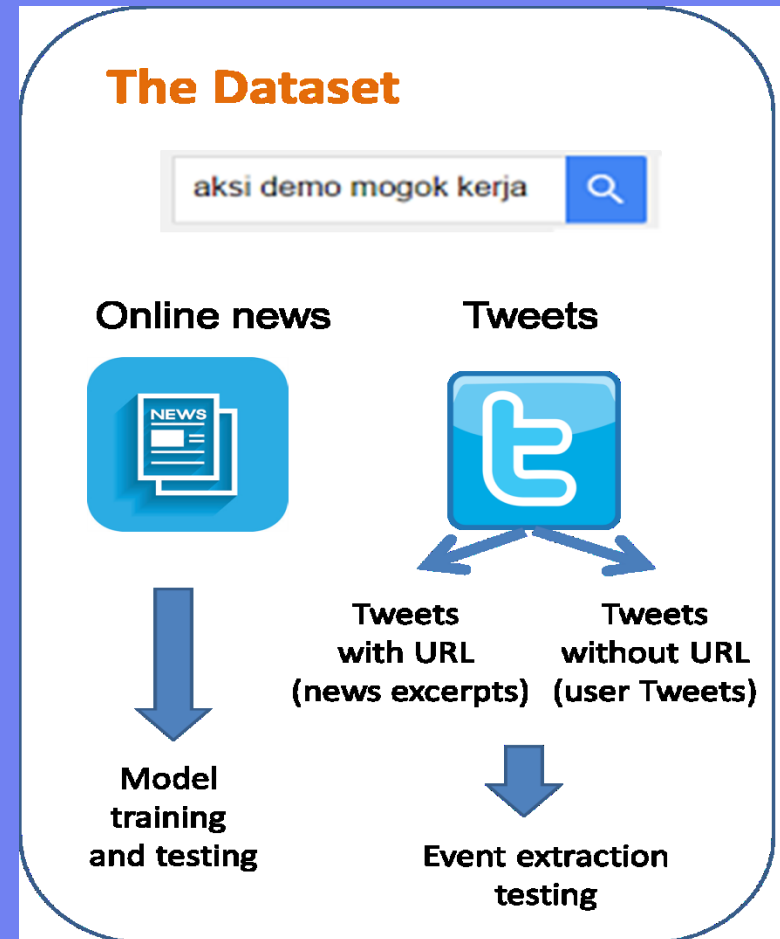 The Dataset
aksi demo mogok kerja
Online news
Tweets
NEWS
Tweets
with URL
(news excerpts)
Tweets
without URL
(user Tweets)
Model
training
and testing
Event extraction
testing